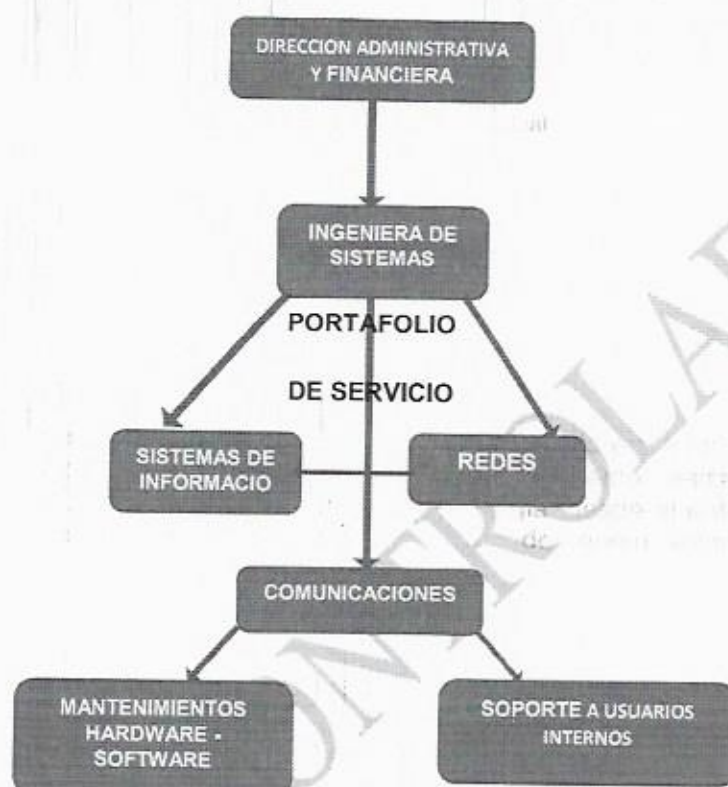 DIRECCION ADMINISTRATIVA
Y FINANCIERA
INGENIERA DE
SISTEMAS
PORTAFOLIO
DE SERVICIO
SISTEMAS DE
INFORMACIO
REDES
COMUNICACIONES
MANTENIMIENTOS
HARDWARE -
SOFTWARE
SOPORTE A USUARIOS
INTERNOS